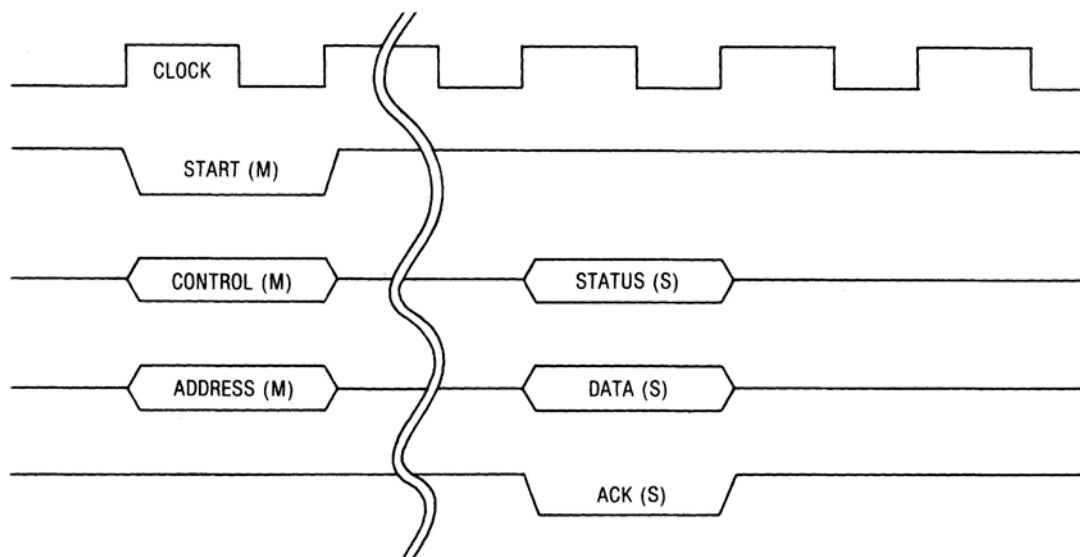 CLOCK
START (M)
CONTROL (M)
STATUS (S)
ADDRESS (M)
DATA (S)
ACK (S)